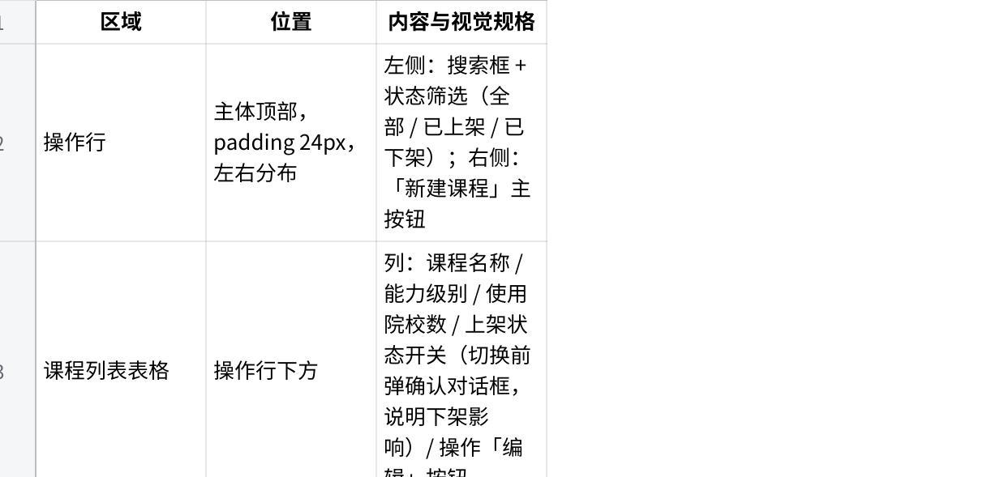 区域
位置
内容与视觉规格
操作行
主体顶部，
padding 24px，
左右分布
左侧：搜索框 +
状态筛选（全
部 / 已上架 / 已
下架）；右侧：
「新建课程」主
按钮
课程列表表格
操作行下方
列：课程名称 /
能力级别 / 使用
院校数 / 上架状
态开关（切换前
弹确认对话框，
说明下架影
响）/ 操作「编
辑」按钮